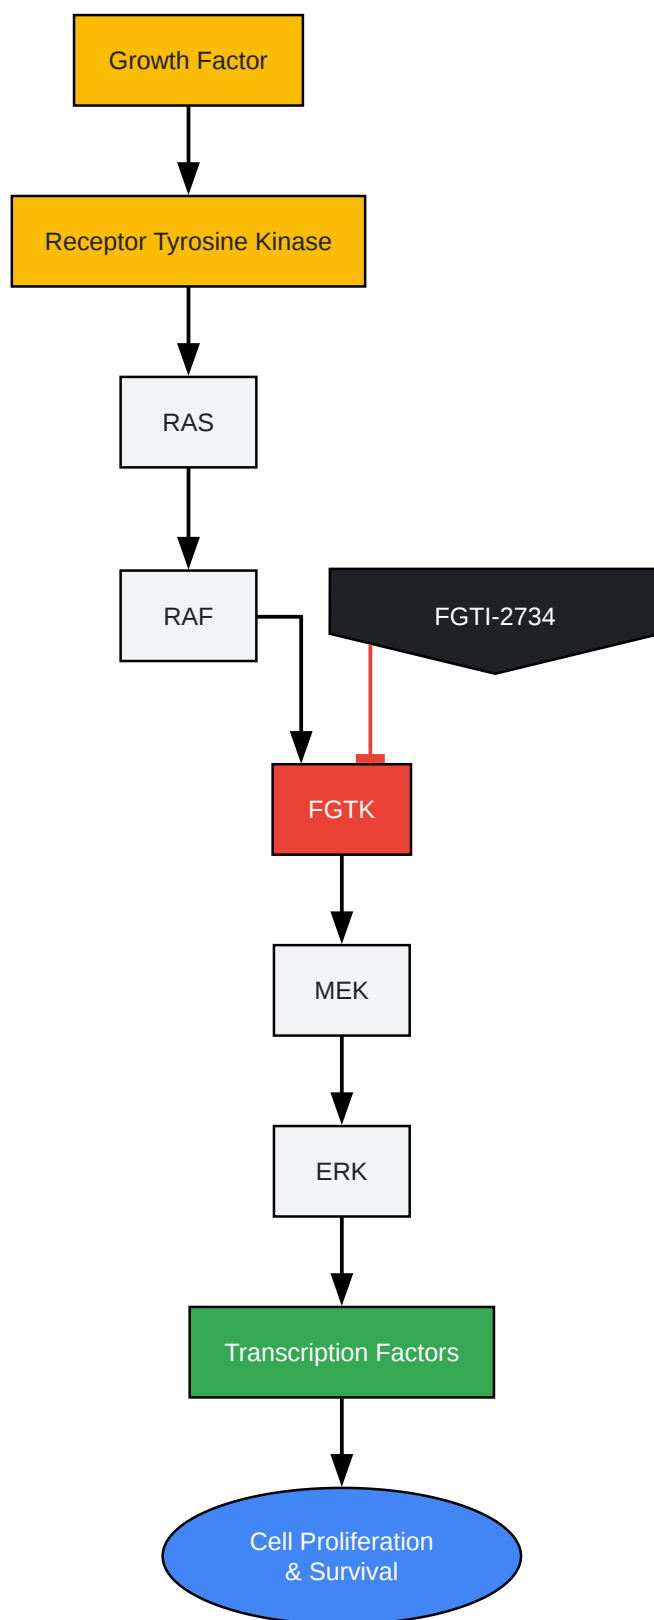 Growth Factor
Receptor Tyrosine Kinase
RAS
RAF
FGTI-2734
FGTK
MEK
ERK
Transcription Factors
Cell Proliferation
& Survival